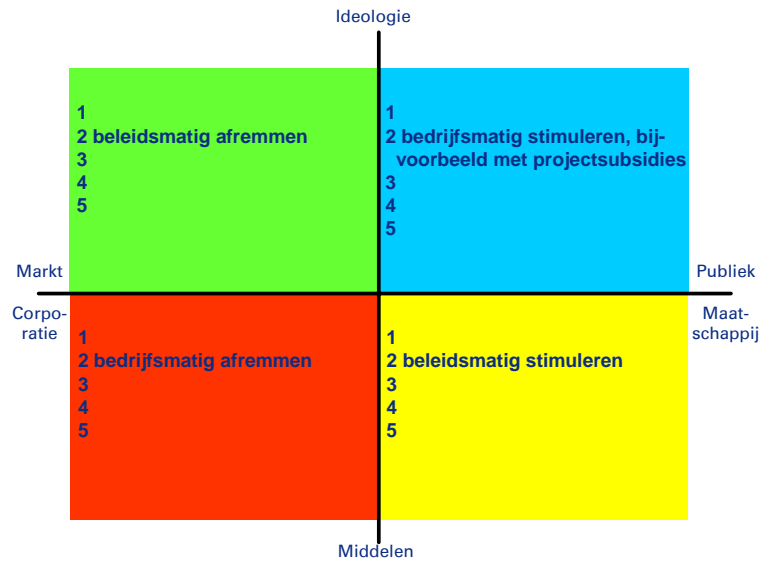 Ideologie
1
2 beleidsmatig afremmen
3
4
5
1
2 bedrijfsmatig stimuleren, bij-
voorbeeld met projectsubsidies
3
4
5
Markt
Publiek
Corpo-
ratie
Maat-
schappij
1
2 bedrijfsmatig afremmen
3
4
5
1
2 beleidsmatig stimuleren
3
4
5
Middelen